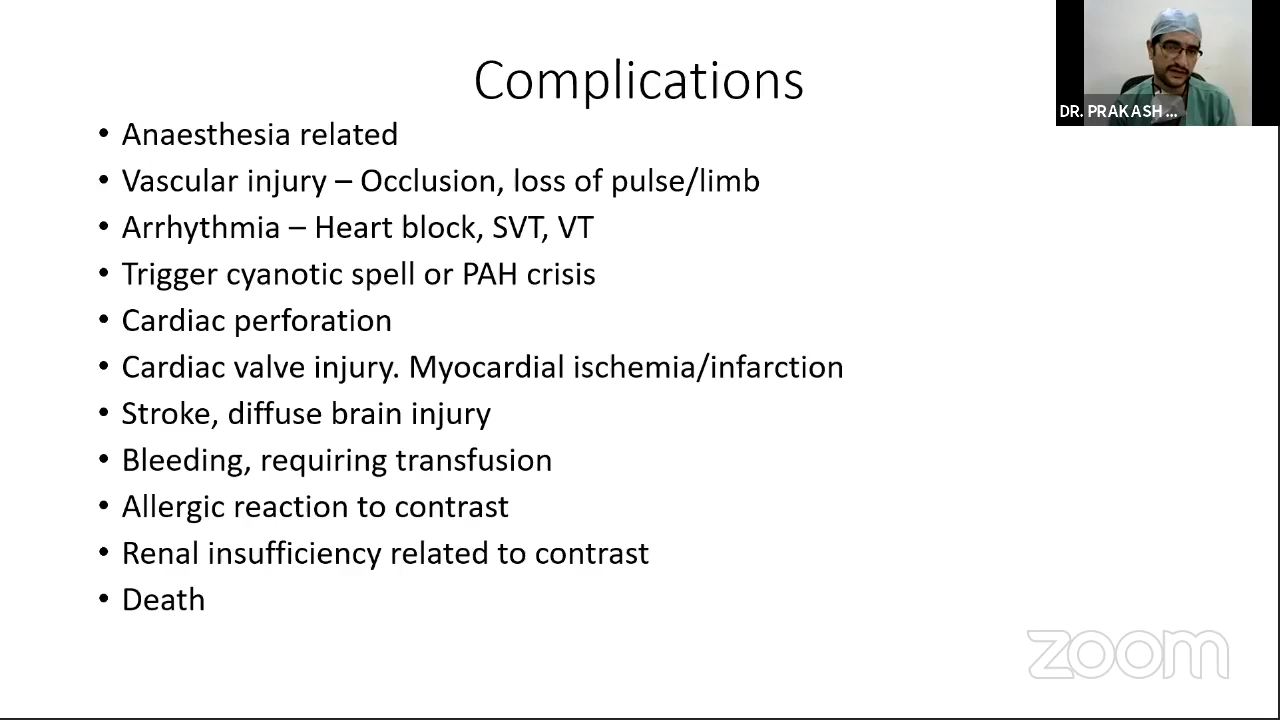 Complications
DR. PRAKASH ...
• Anaesthesia related
• Vascular injury – Occlusion, loss of pulse/limb
• Arrhythmia – Heart block, SVT, VT
• Trigger cyanotic spell or PAH crisis
• Cardiac perforation
• Cardiac valve injury. Myocardial ischemia/infarction
• Stroke, diffuse brain injury
• Bleeding, requiring transfusion
• Allergic reaction to contrast
• Renal insufficiency related to contrast
• Death
zoom